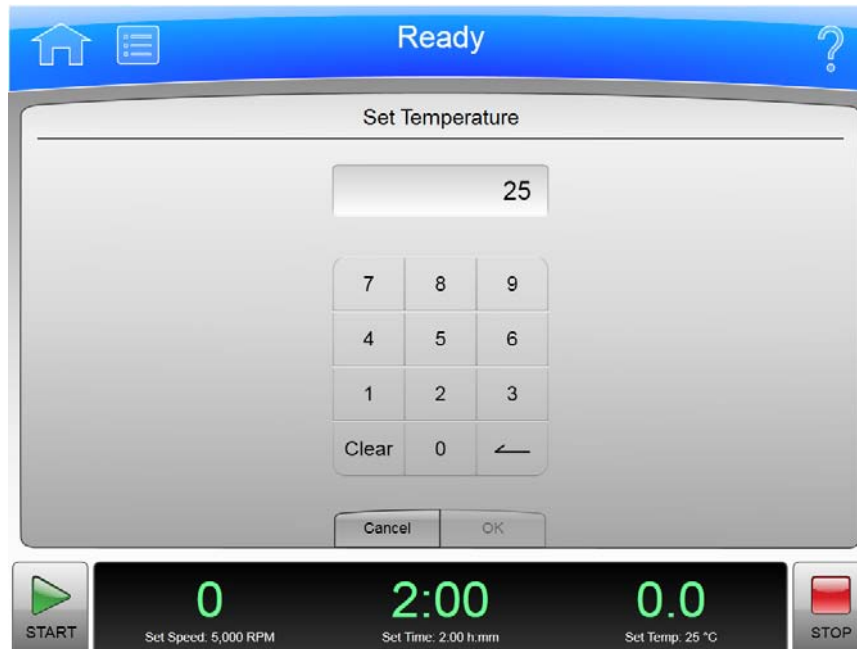 Ready
?
Set Temperature
25
7 8 9
4 5 6
1 2 3
Clear 0
Cancel OK
0 2:00 0.0
START Set Speed: 5,000 RPM Set Time: 2.00 h:mm Set Temp: 25 °C STOP